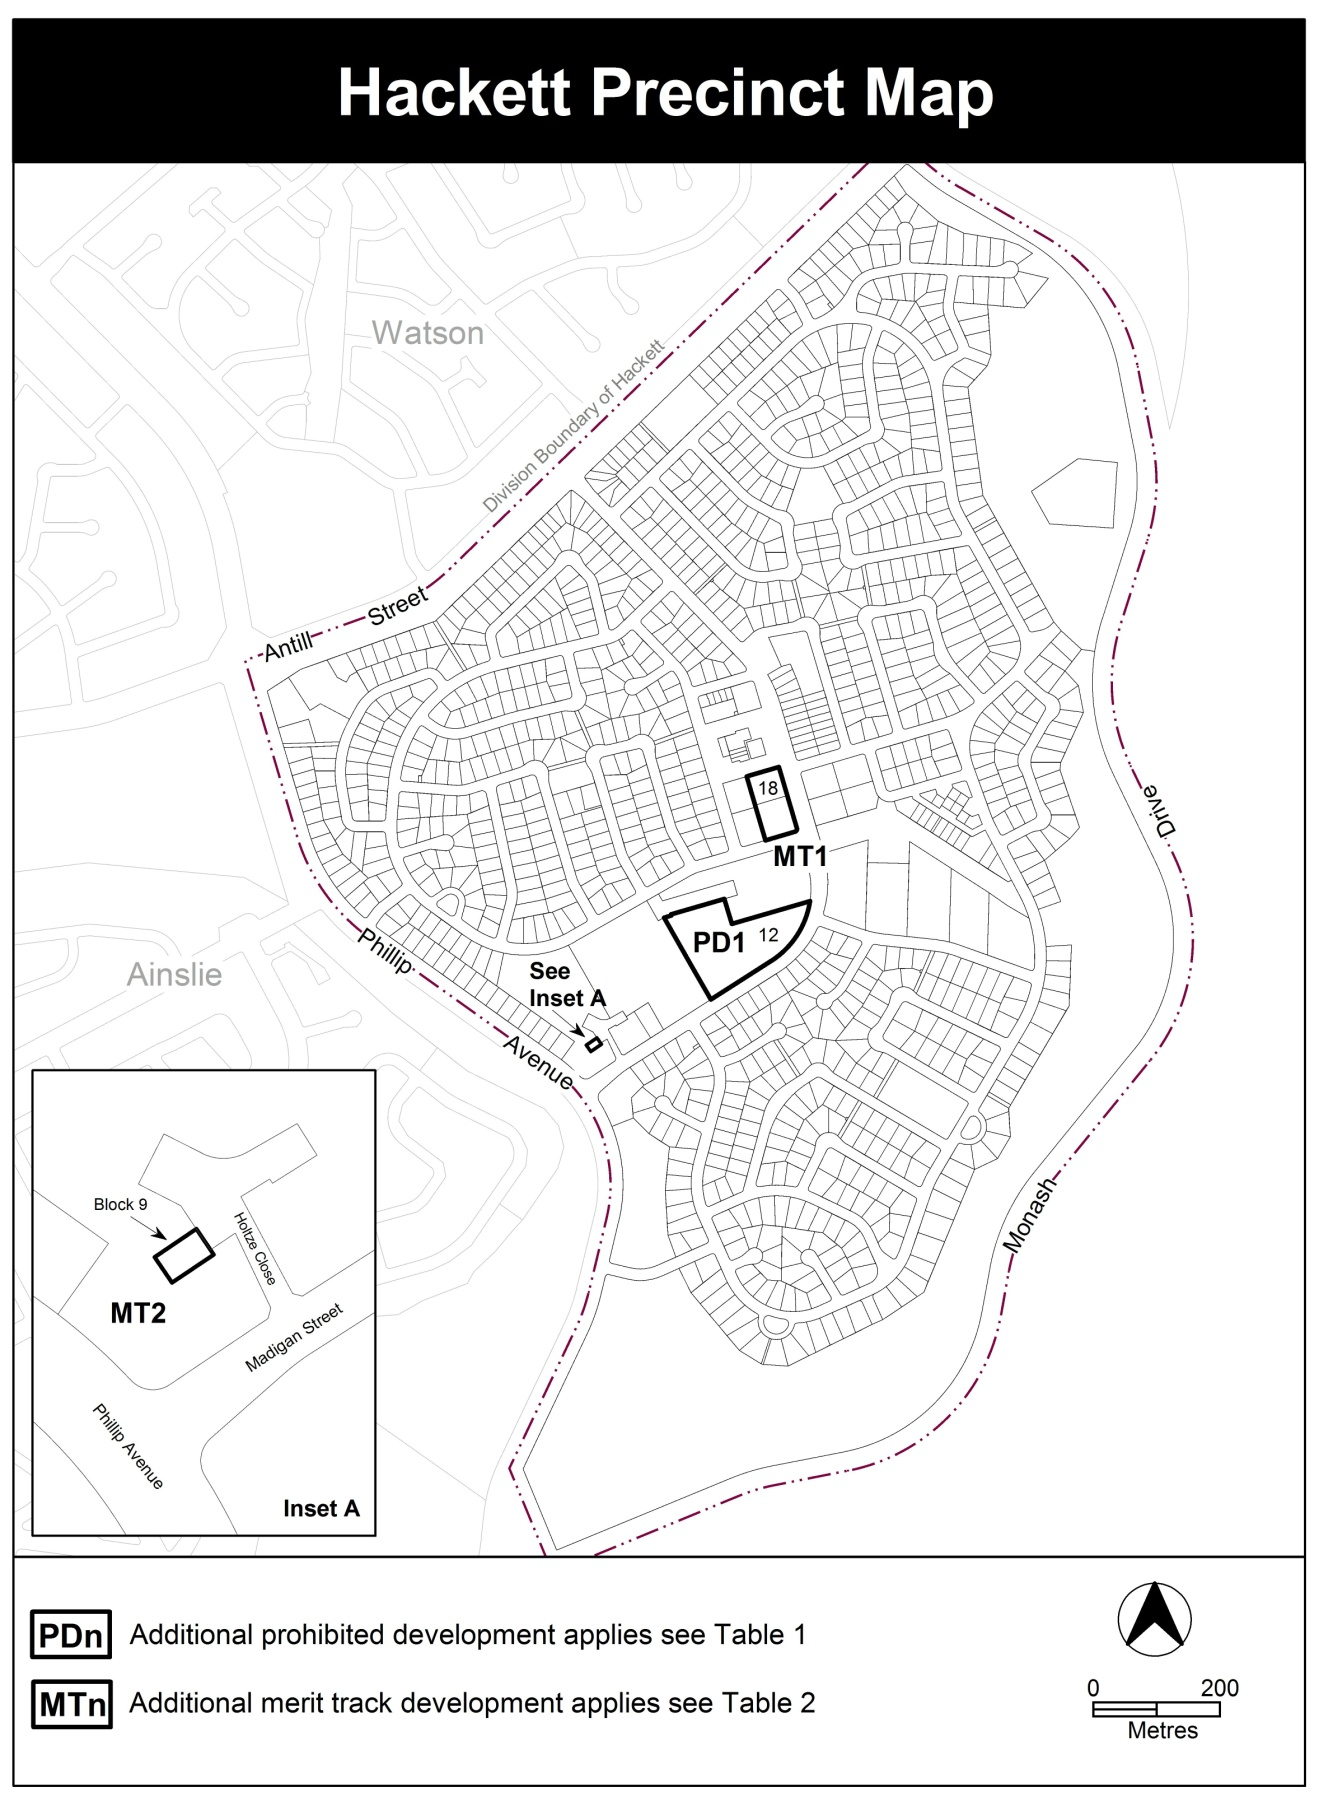 Hackett Precinct Map
Watson
Division Boundary of Hackett
Antill Street
18
MT1
Drive
PD1 12
Phillip
Ainslie
See
Inset A
Avenue
Block 9
Holtze Close
MT2
Madigan Street
Phillip Avenue
Inset A
Monash
PDn Additional prohibited development applies see Table 1
MTn Additional merit track development applies see Table 2
0 200
Metres